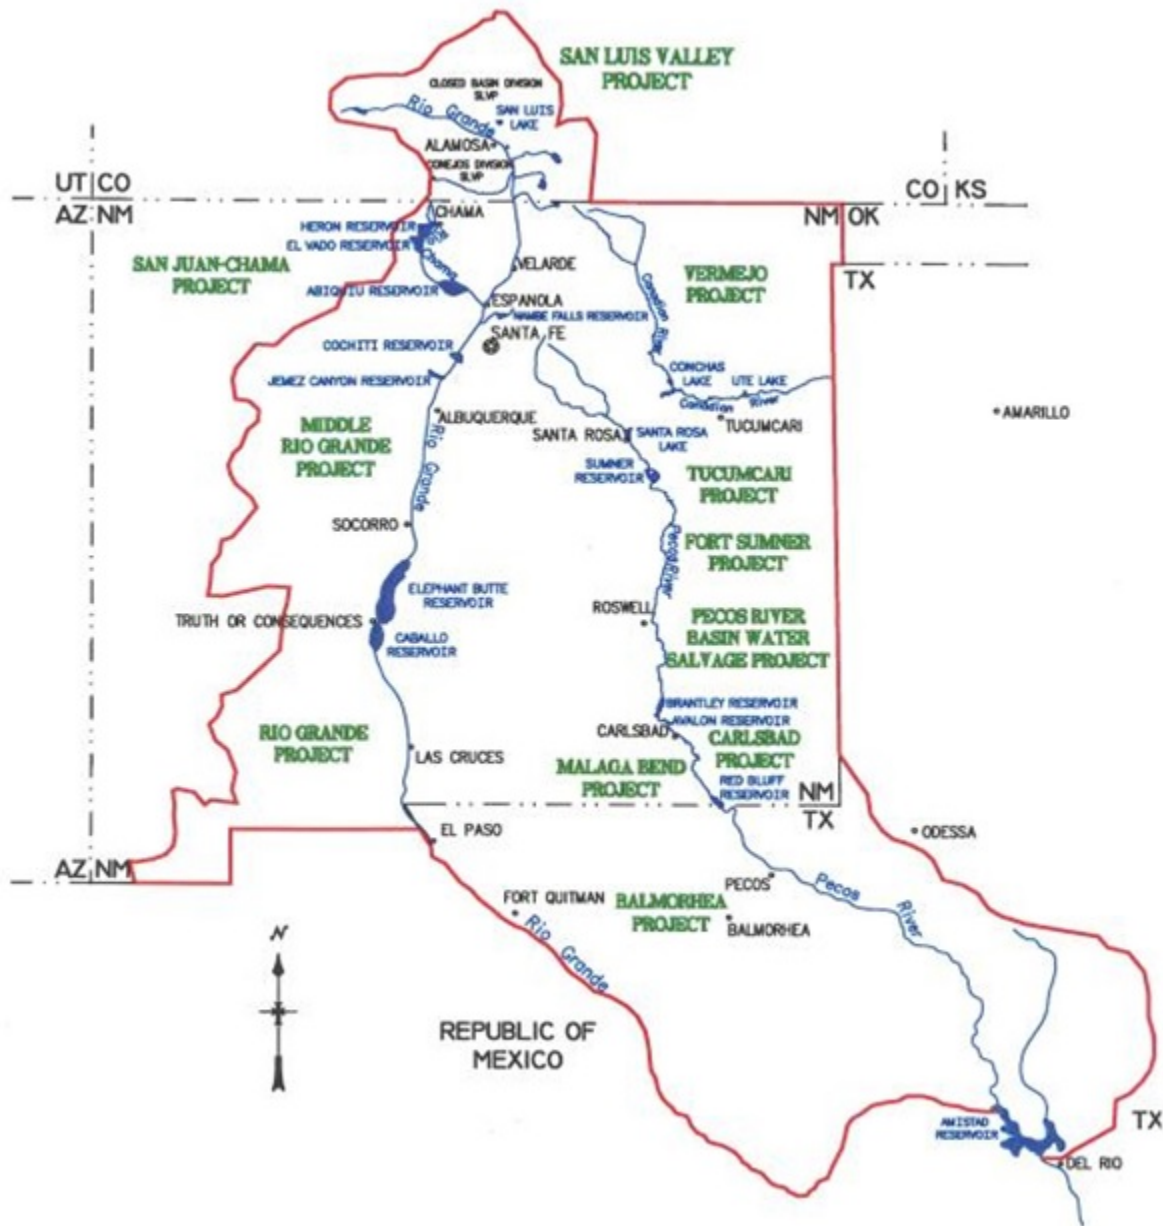 SAN LUIS VALLEY
PROJECT
CLOSED BASIN DIVISION
SLVP
Rio Grande
SAN LUIS
LAKE
ALAMOSA
CONEJOS DIVISION
SLVP
UT CO
CO KS
AZ NM
NM OK
CHAMA
HERON RESERVOIR
EL VADO RESERVOIR
Rio Chama
SAN JUAN-CHAMA
PROJECT
VELARDE
VERMEJO
PROJECT
TX
ABIQUIU RESERVOIR
ESPANOLA
NAMBE FALLS RESERVOIR
Canadian River
SANTA FE
COCHITI RESERVOIR
JEMEZ CANYON RESERVOIR
CONCHAS
LAKE
UTE LAKE
Canadian River
AMARILLO
ALBUQUERQUE
TUCUMCARI
MIDDLE
RIO GRANDE
PROJECT
Rio Grande
SANTA ROSA
SANTA ROSA
LAKE
SUMNER
RESERVOIR
TUCUMCARI
PROJECT
SOCORRO
Pecos River
FORT SUMNER
PROJECT
ELEPHANT BUTTE
RESERVOIR
ROSWELL
TRUTH OR CONSEQUENCES
PECOS RIVER
BASIN WATER
SALVAGE PROJECT
CABALLO
RESERVOIR
BRANTLEY RESERVOIR
AVALON RESERVOIR
RIO GRANDE
PROJECT
CARLSBAD
CARLSBAD
PROJECT
LAS CRUCES
MALAGA BEND
PROJECT
RED BLUFF
RESERVOIR
NM
TX
EL PASO
ODESSA
AZ NM
PECOS
Pecos River
FORT QUITMAN
BALMORHEA
PROJECT
BALMORHEA
Rio Grande
N
REPUBLIC OF
MEXICO
AMISTAD
RESERVOIR
TX
DEL RIO